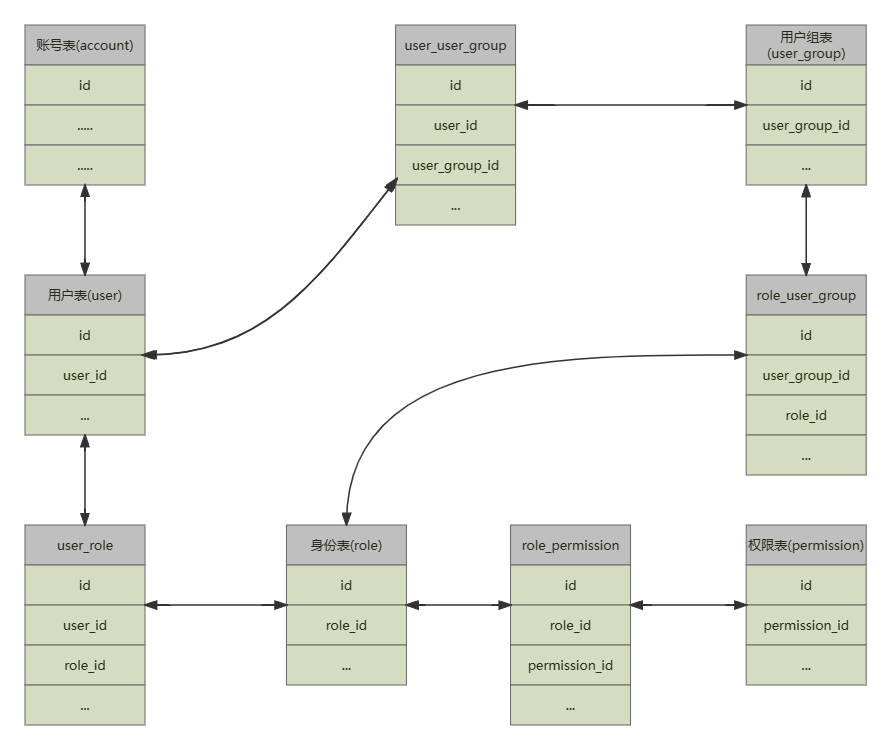 账号表(account)
id
.....
.....
user_user_group
id
user_id
user_group_id
...
用户组表
(user_group)
id
user_group_id
...
用户表(user)
id
user_id
...
role_user_group
id
user_group_id
role_id
...
user_role
id
user_id
role_id
...
身份表(role)
id
role_id
...
role_permission
id
role_id
permission_id
...
权限表(permission)
id
permission_id
...